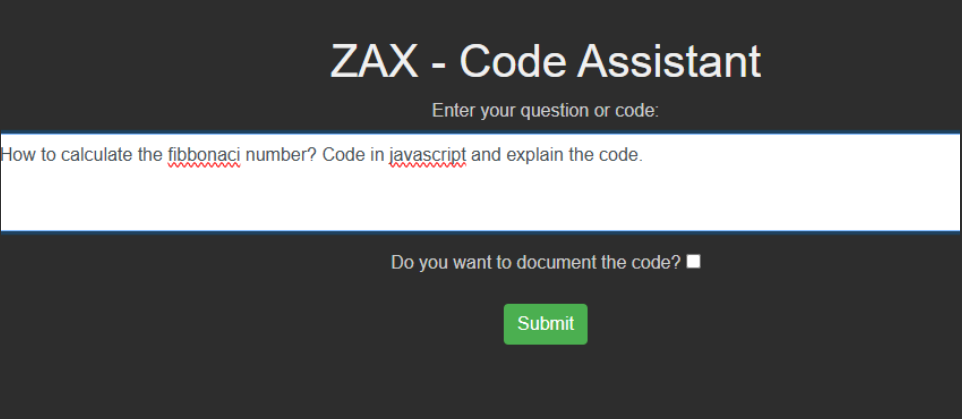 ZAX - Code Assistant
Enter your question or code:
How to calculate the fibbonaci number? Code in javascript and explain the code.
Do you want to document the code?
Submit